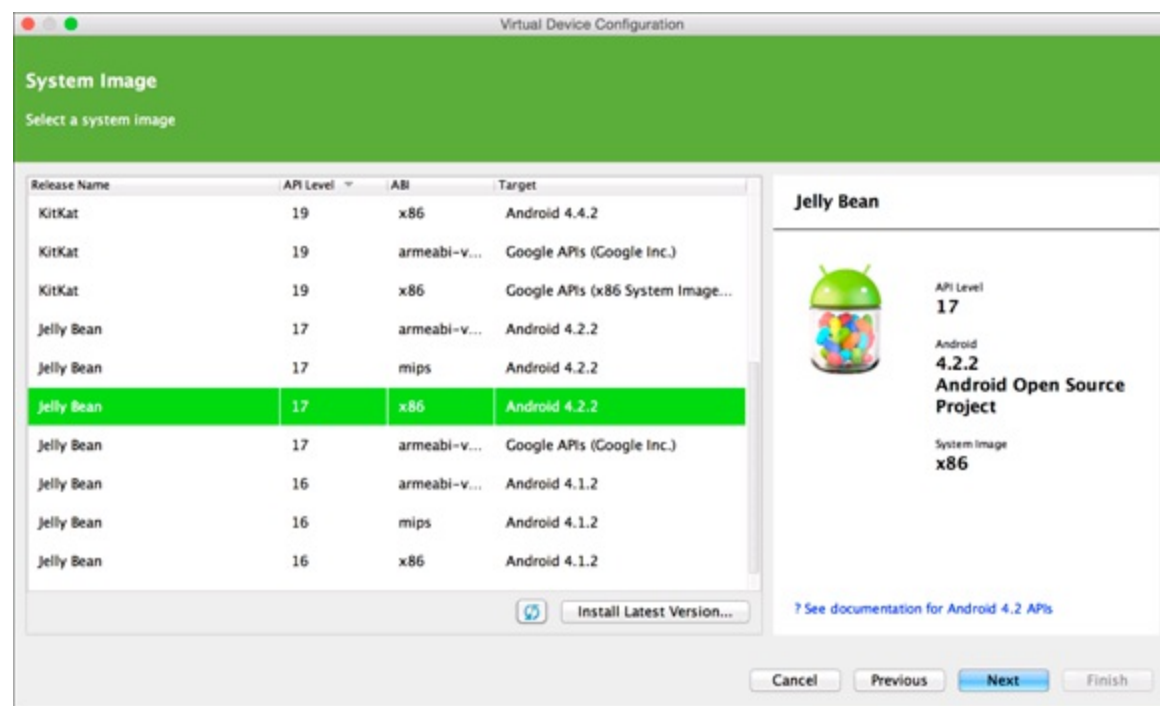 Virtual Device Configuration
System Image
Select a system image
Release Name API Level ABI Target
KitKat 19 x86 Android 4.4.2
KitKat 19 armeabi-v... Google APIs (Google Inc.)
KitKat 19 x86 Google APIs (x86 System Image...
Jelly Bean 17 armeabi-v... Android 4.2.2
Jelly Bean 17 mips Android 4.2.2
Jelly Bean 17 x86 Android 4.2.2
Jelly Bean 17 armeabi-v... Google APIs (Google Inc.)
Jelly Bean 16 armeabi-v... Android 4.1.2
Jelly Bean 16 mips Android 4.1.2
Jelly Bean 16 x86 Android 4.1.2
Install Latest Version...
Jelly Bean
API Level
17
Android
4.2.2
Android Open Source
Project
System Image
x86
? See documentation for Android 4.2 APIs
Cancel Previous Next Finish